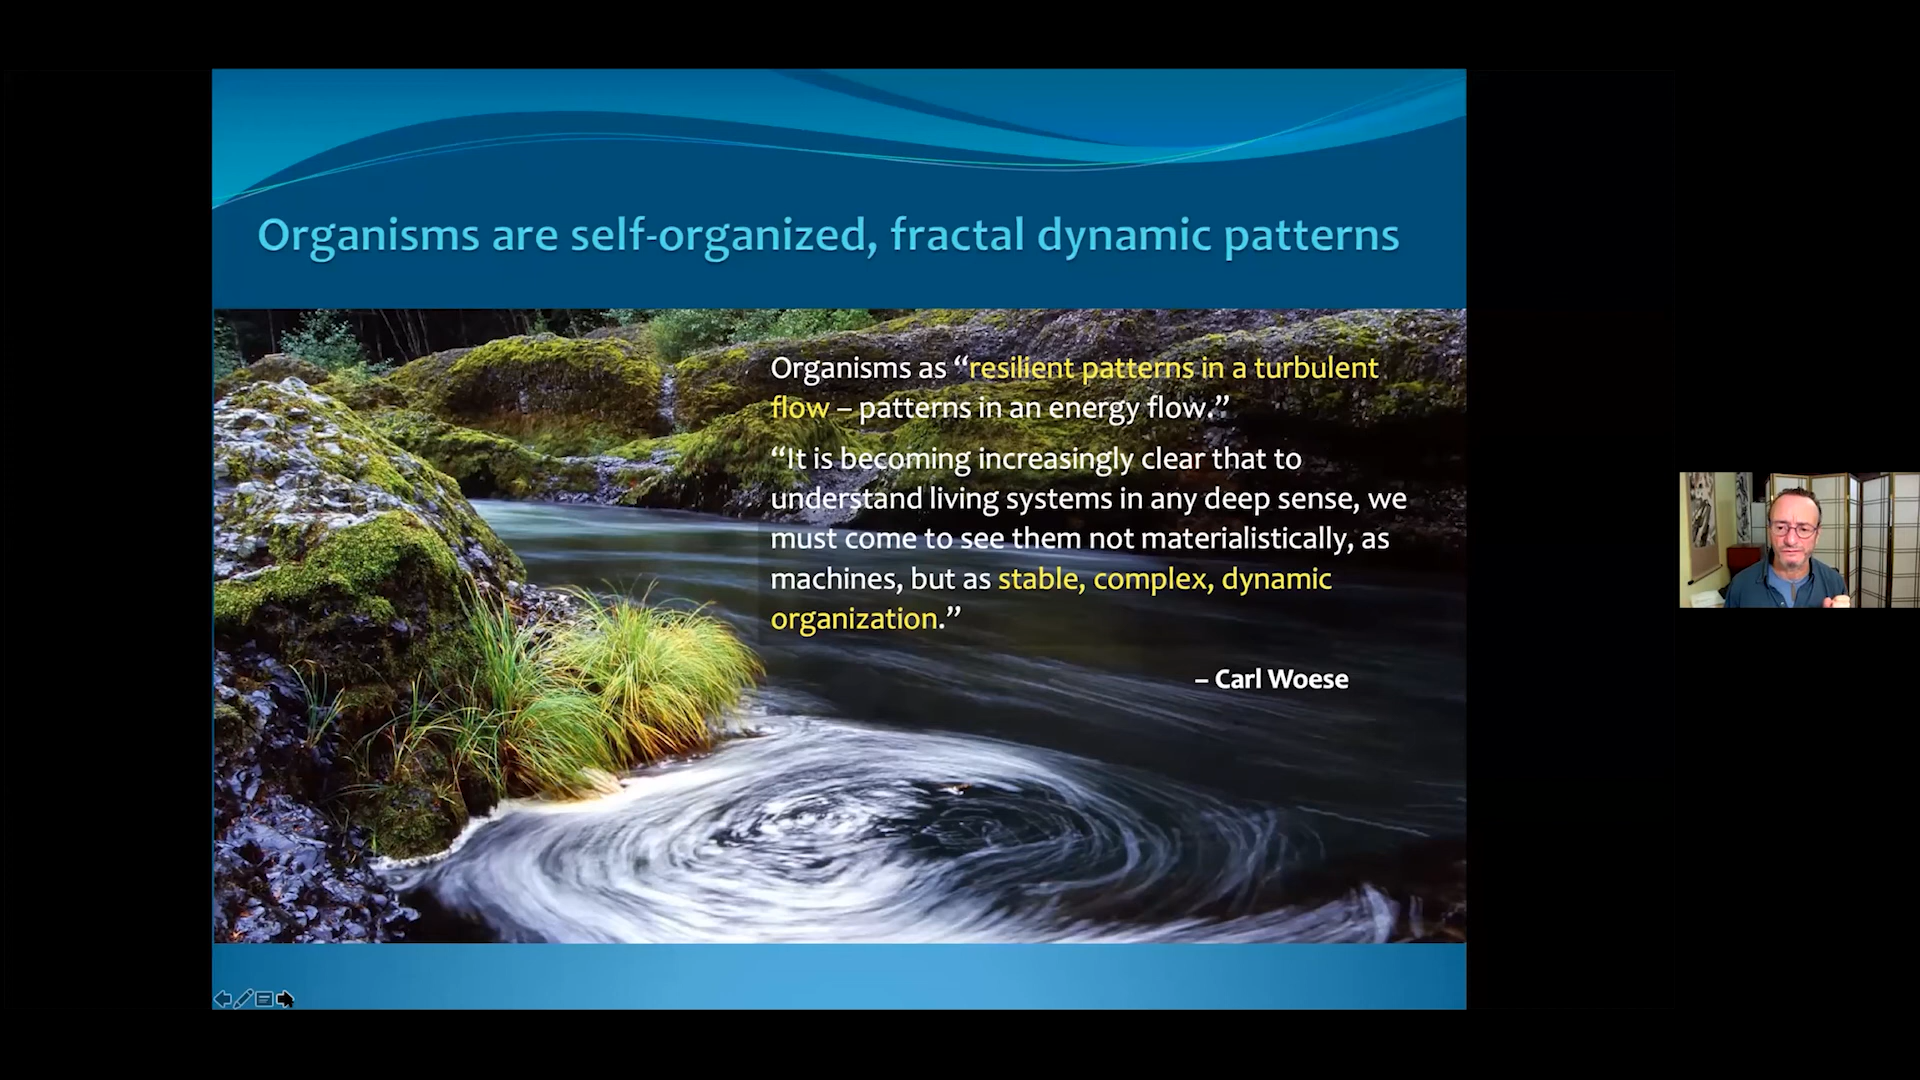 Organisms are self-organized, fractal dynamic patterns
Organisms as “resilient patterns in a turbulent
flow – patterns in an energy flow.”
“It is becoming increasingly clear that to
understand living systems in any deep sense, we
must come to see them not materialistically, as
machines, but as stable, complex, dynamic
organization.”
– Carl Woese